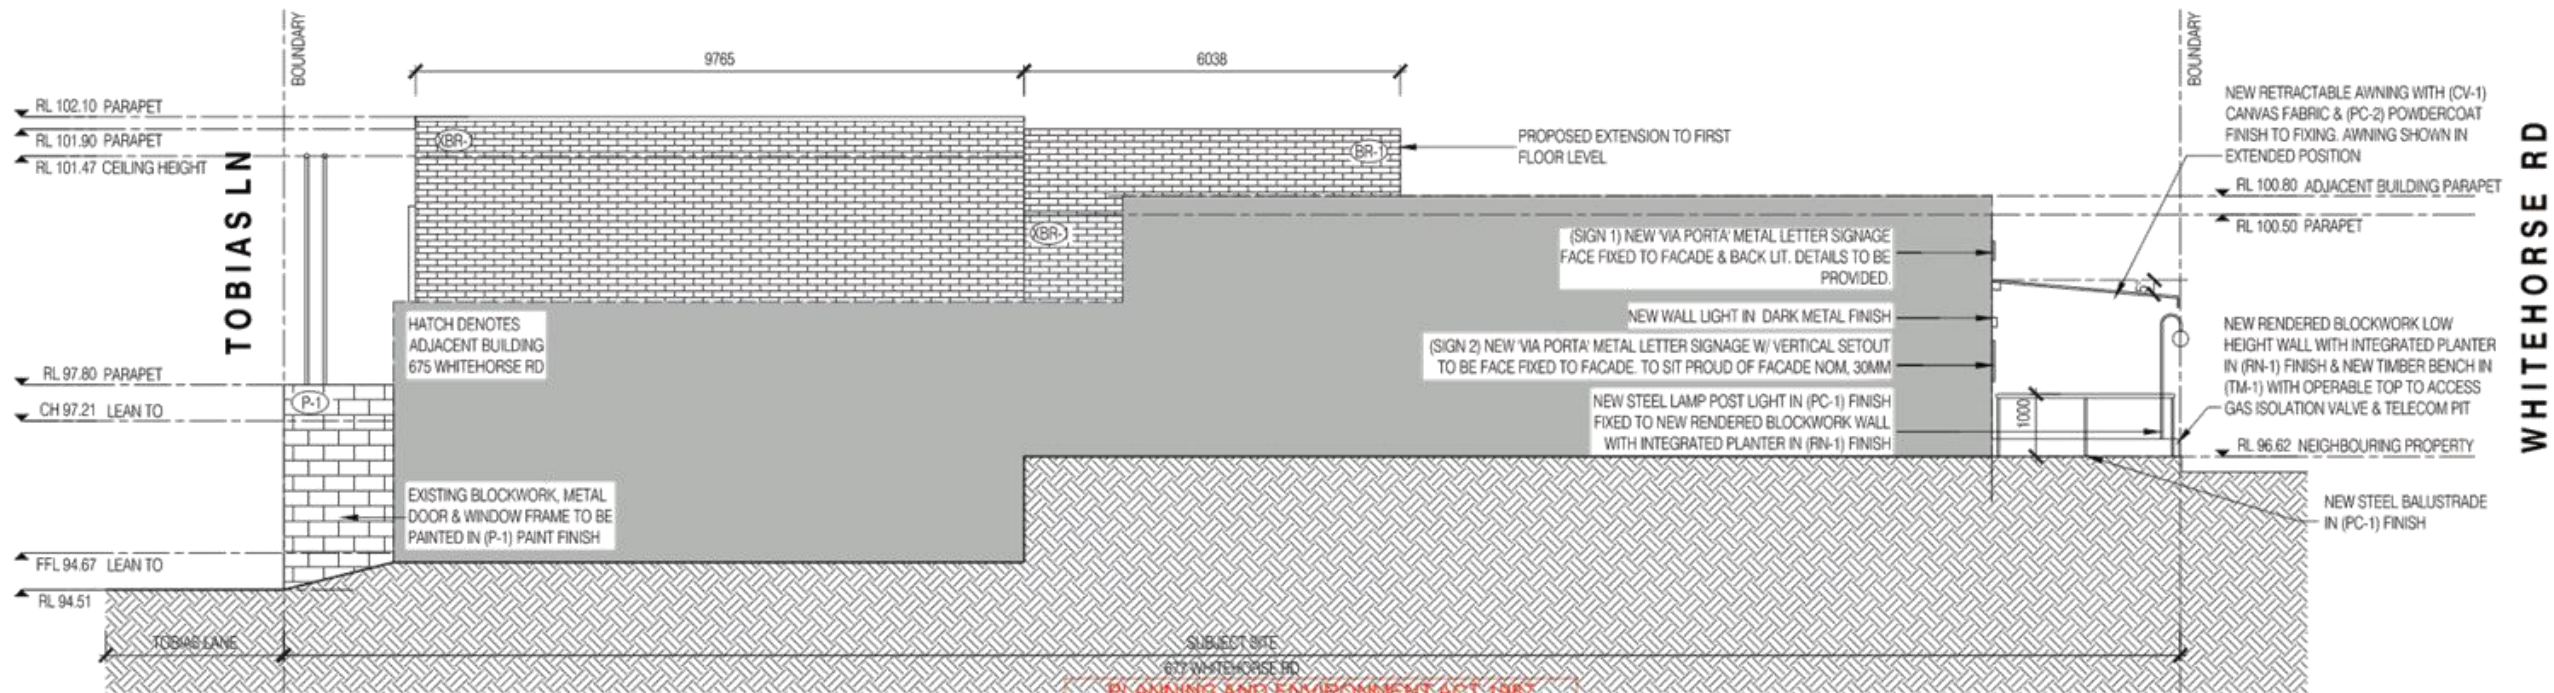 BOUNDARY
9765
6038
BOUNDARY
RL 102.10 PARAPET
RL 101.90 PARAPET
RL 101.47 CEILING HEIGHT
TOBIAS LN
XBR-1
BR-1
PROPOSED EXTENSION TO FIRST
FLOOR LEVEL
NEW RETRACTABLE AWNING WITH (CV-1)
CANVAS FABRIC & (PC-2) POWDERCOAT
FINISH TO FIXING. AWNING SHOWN IN
EXTENDED POSITION
WHITEHORSE RD
RL 100.80 ADJACENT BUILDING PARAPET
RL 100.50 PARAPET
XBR-1
(SIGN 1) NEW 'VIA PORTA' METAL LETTER SIGNAGE
FACE FIXED TO FACADE & BACK LIT. DETAILS TO BE
PROVIDED.
NEW WALL LIGHT IN DARK METAL FINISH
(SIGN 2) NEW 'VIA PORTA' METAL LETTER SIGNAGE W/ VERTICAL SETOUT
TO BE FACE FIXED TO FACADE. TO SIT PROUD OF FACADE NOM, 30MM
NEW STEEL LAMP POST LIGHT IN (PC-1) FINISH
FIXED TO NEW RENDERED BLOCKWORK WALL
WITH INTEGRATED PLANTER IN (RN-1) FINISH
1000
NEW RENDERED BLOCKWORK LOW
HEIGHT WALL WITH INTEGRATED PLANTER
IN (RN-1) FINISH & NEW TIMBER BENCH IN
(TM-1) WITH OPERABLE TOP TO ACCESS
GAS ISOLATION VALVE & TELECOM PIT
RL 96.62 NEIGHBOURING PROPERTY
NEW STEEL BALUSTRADE
IN (PC-1) FINISH
HATCH DENOTES
ADJACENT BUILDING
675 WHITEHORSE RD
RL 97.80 PARAPET
P-1
CH 97.21 LEAN TO
EXISTING BLOCKWORK, METAL
DOOR & WINDOW FRAME TO BE
PAINTED IN (P-1) PAINT FINISH
FFL 94.67 LEAN TO
RL 94.51
TOBIAS LANE
SUBJECT SITE
677 WHITEHORSE RD
PLANNING AND ENVIRONMENT ACT 1987